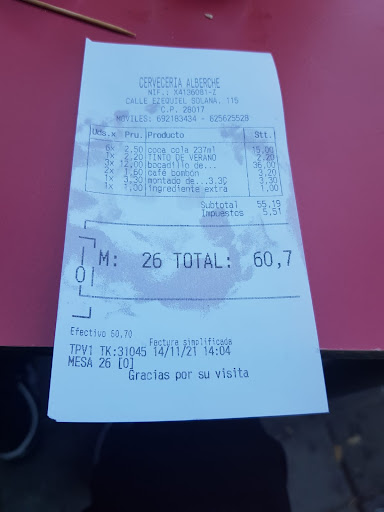 CERVECERIA ALBERCHE
NIF.: X4136081-Z
CALLE EZEQUIEL SOLANA, 115
C.P. 28017
MOVILES: 692183434 - 625625528
Uds.x Pru. Producto Stt.
6x 2,50 coca cola 237ml 15,00
1x 2,20 TINTO DE VERANO 2,20
3x 12,00 bocadillo de... 36,00
2x 1,60 café bombón 3,20
1x 3,30 montado de...3.30 3,30
1x 1,00 ingrediente extra 1,00
Subtotal 55,19
Impuestos 5,51
M: 26 TOTAL: 60,7
[0]
Efectivo 60,70
Factura simplificada
TPV1 TK:31045 14/11/21 14:04
MESA 26 [0]
Gracias por su visita